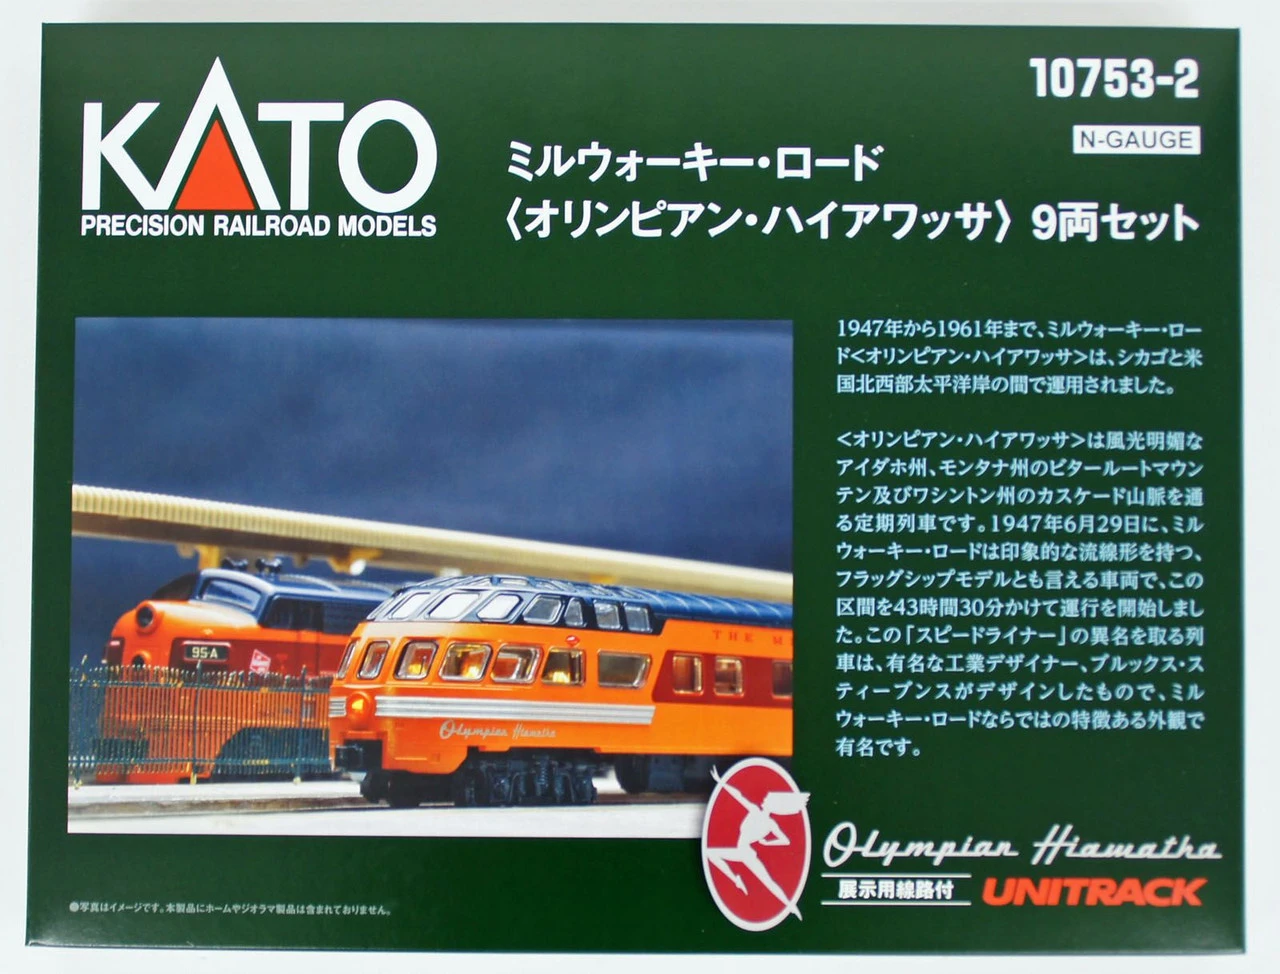 KATO
PRECISION RAILROAD MODELS
10753-2
N-GAUGE
ミルウォーキー・ロード
〈オリンピアン・ハイアワッサ〉 9両セット
1947年から1961年まで、ミルウォーキー・ロー
ド<オリンピアン・ハイアワッサ>は、シカゴと米
国北西部太平洋岸の間で運用されました。
<オリンピアン・ハイアワッサ>は風光明媚な
アイダホ州、モンタナ州のビタールートマウン
テン及びワシントン州のカスケード山脈を通
る定期列車です。1947年6月29日に、ミル
ウォーキー・ロードは印象的な流線形を持つ、
フラッグシップモデルとも言える車両で、この
区間を43時間30分かけて運行を開始しまし
た。この「スピードライナー」の異名を取る列
車は、有名な工業デザイナー、ブルックス・ス
ティーブンスがデザインしたもので、ミル
ウォーキー・ロードならではの特徴ある外観で
有名です。
95A
THE M
Olympian Hiawatha
Olympian Hiawatha
展示用線路付
UNITRACK
●写真はイメージです。本製品にホームやジオラマ製品は含まれておりません。